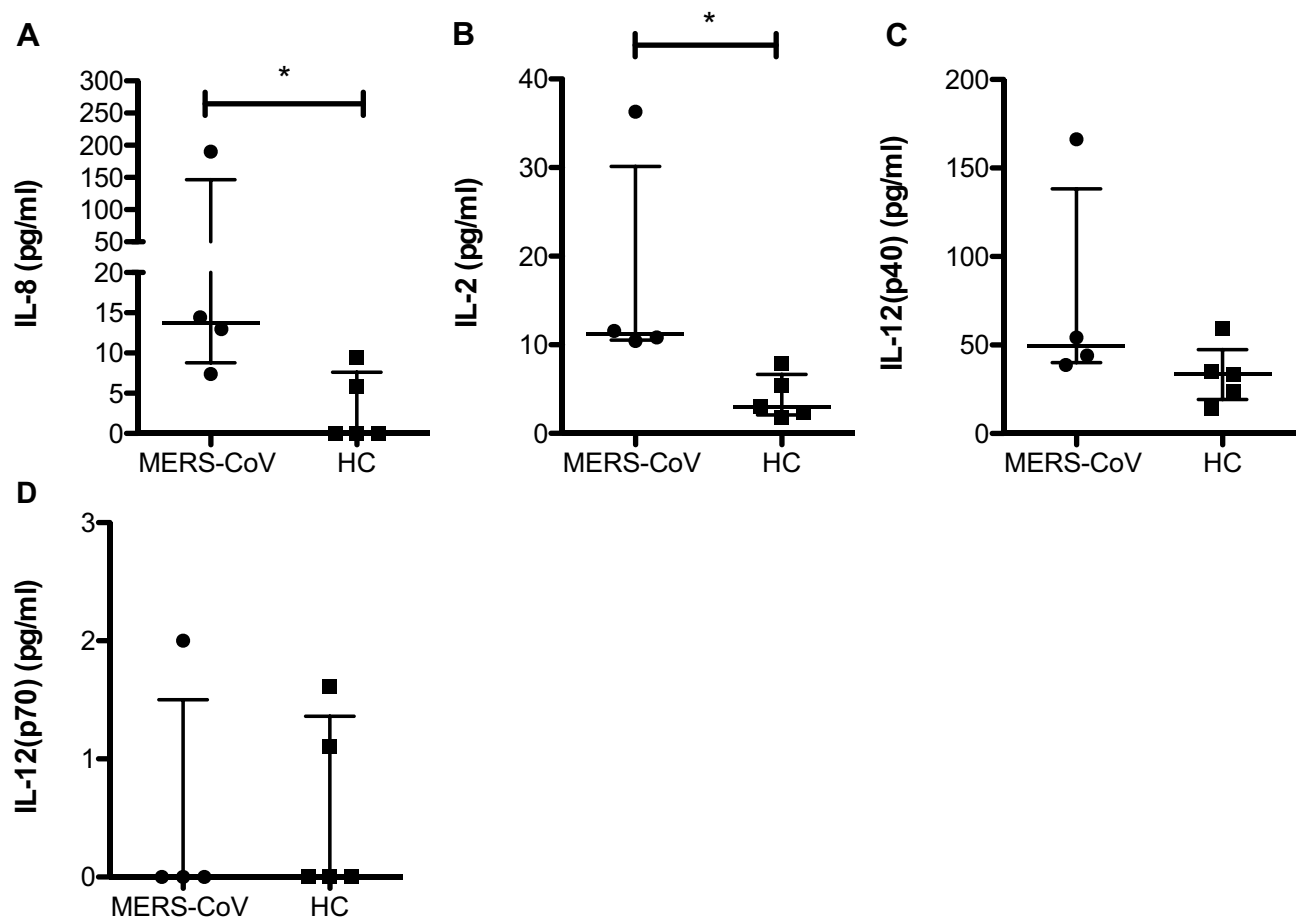 A
IL-8 (pg/ml)
300
250
200
150
100
50
20
15
10
5
0
*
MERS-CoV HC
B
IL-2 (pg/ml)
40
30
20
10
0
*
MERS-CoV HC
C
IL-12(p40) (pg/ml)
200
150
100
50
0
MERS-CoV HC
D
IL-12(p70) (pg/ml)
3
2
1
0
MERS-CoV HC